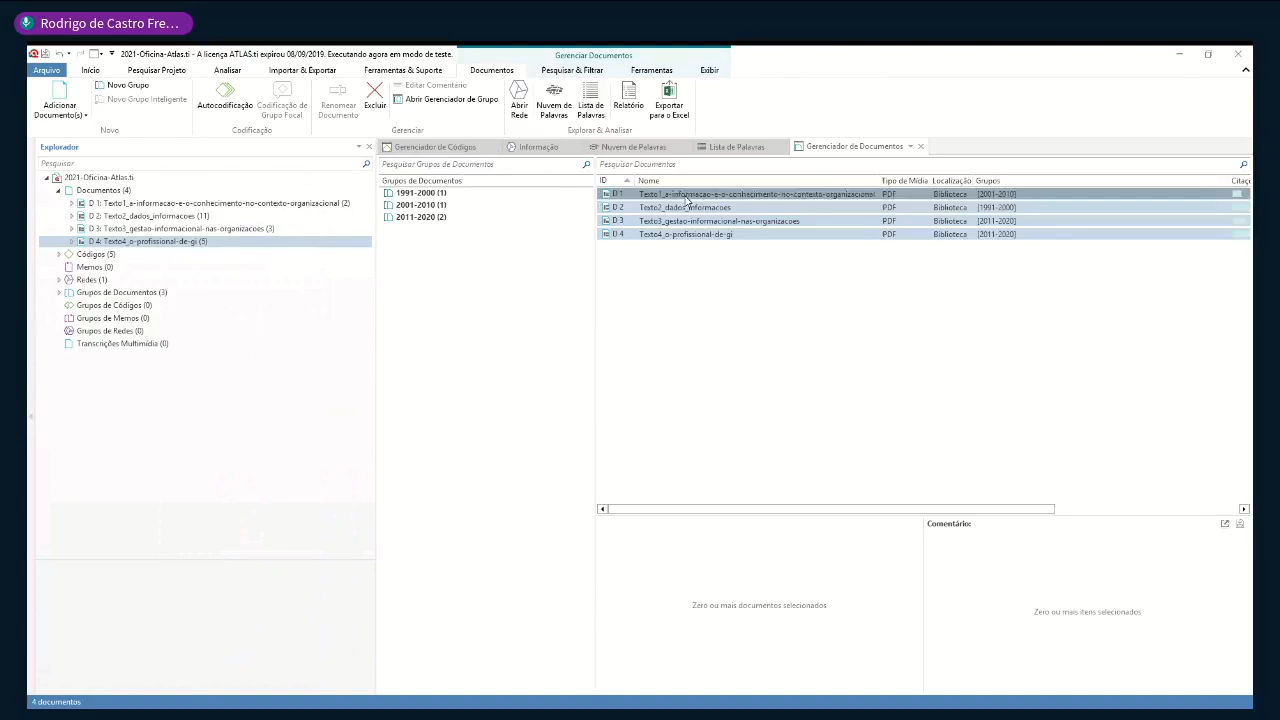 Rodrigo de Castro Fre...
2021-Oficina-Atlas.ti - A licença ATLAS.ti expirou 08/09/2019. Executando agora em modo de teste.
Gerenciar Documentos
Arquivo Início Pesquisar Projeto Analisar Importar & Exportar Ferramentas & Suporte Documentos Pesquisar & Filtrar Ferramentas Exibir
Adicionar Documento(s)
Novo Grupo
Novo Grupo Inteligente
Autocodificação
Codificação de Grupo Focal
Renomear Documento
Excluir
Editar Comentário
Abrir Gerenciador de Grupo
Abrir Rede
Nuvem de Palavras
Lista de Palavras
Relatório
Exportar para o Excel
Novo Codificação Gerenciar Explorar & Analisar
Explorador
Pesquisar
2021-Oficina-Atlas.ti
Documentos (4)
D 1: Texto1_a-informacao-e-o-conhecimento-no-contexto-organizacional (2)
D 2: Texto2_dados_informacoes (11)
D 3: Texto3_gestao-informacional-nas-organizacoes (3)
D 4: Texto4_o-profissional-de-gi (5)
Códigos (5)
Memos (0)
Redes (1)
Grupos de Documentos (3)
Grupos de Códigos (0)
Grupos de Memos (0)
Grupos de Redes (0)
Transcrições Multimídia (0)
Gerenciador de Códigos Informação Nuvem de Palavras Lista de Palavras Gerenciador de Documentos
Pesquisar Grupos de Documentos
Grupos de Documentos
1991-2000 (1)
2001-2010 (1)
2011-2020 (2)
Pesquisar Documentos
ID Nome Tipo de Mídia Localização Grupos Citaç
D 1 Texto1_a-informacao-e-o-conhecimento-no-contexto-organizacional PDF Biblioteca [2001-2010]
D 2 Texto2_dados_informacoes PDF Biblioteca [1991-2000]
D 3 Texto3_gestao-informacional-nas-organizacoes PDF Biblioteca [2011-2020]
D 4 Texto4_o-profissional-de-gi PDF Biblioteca [2011-2020]
Zero ou mais documentos selecionados
Comentário:
Zero ou mais itens selecionados
4 documentos